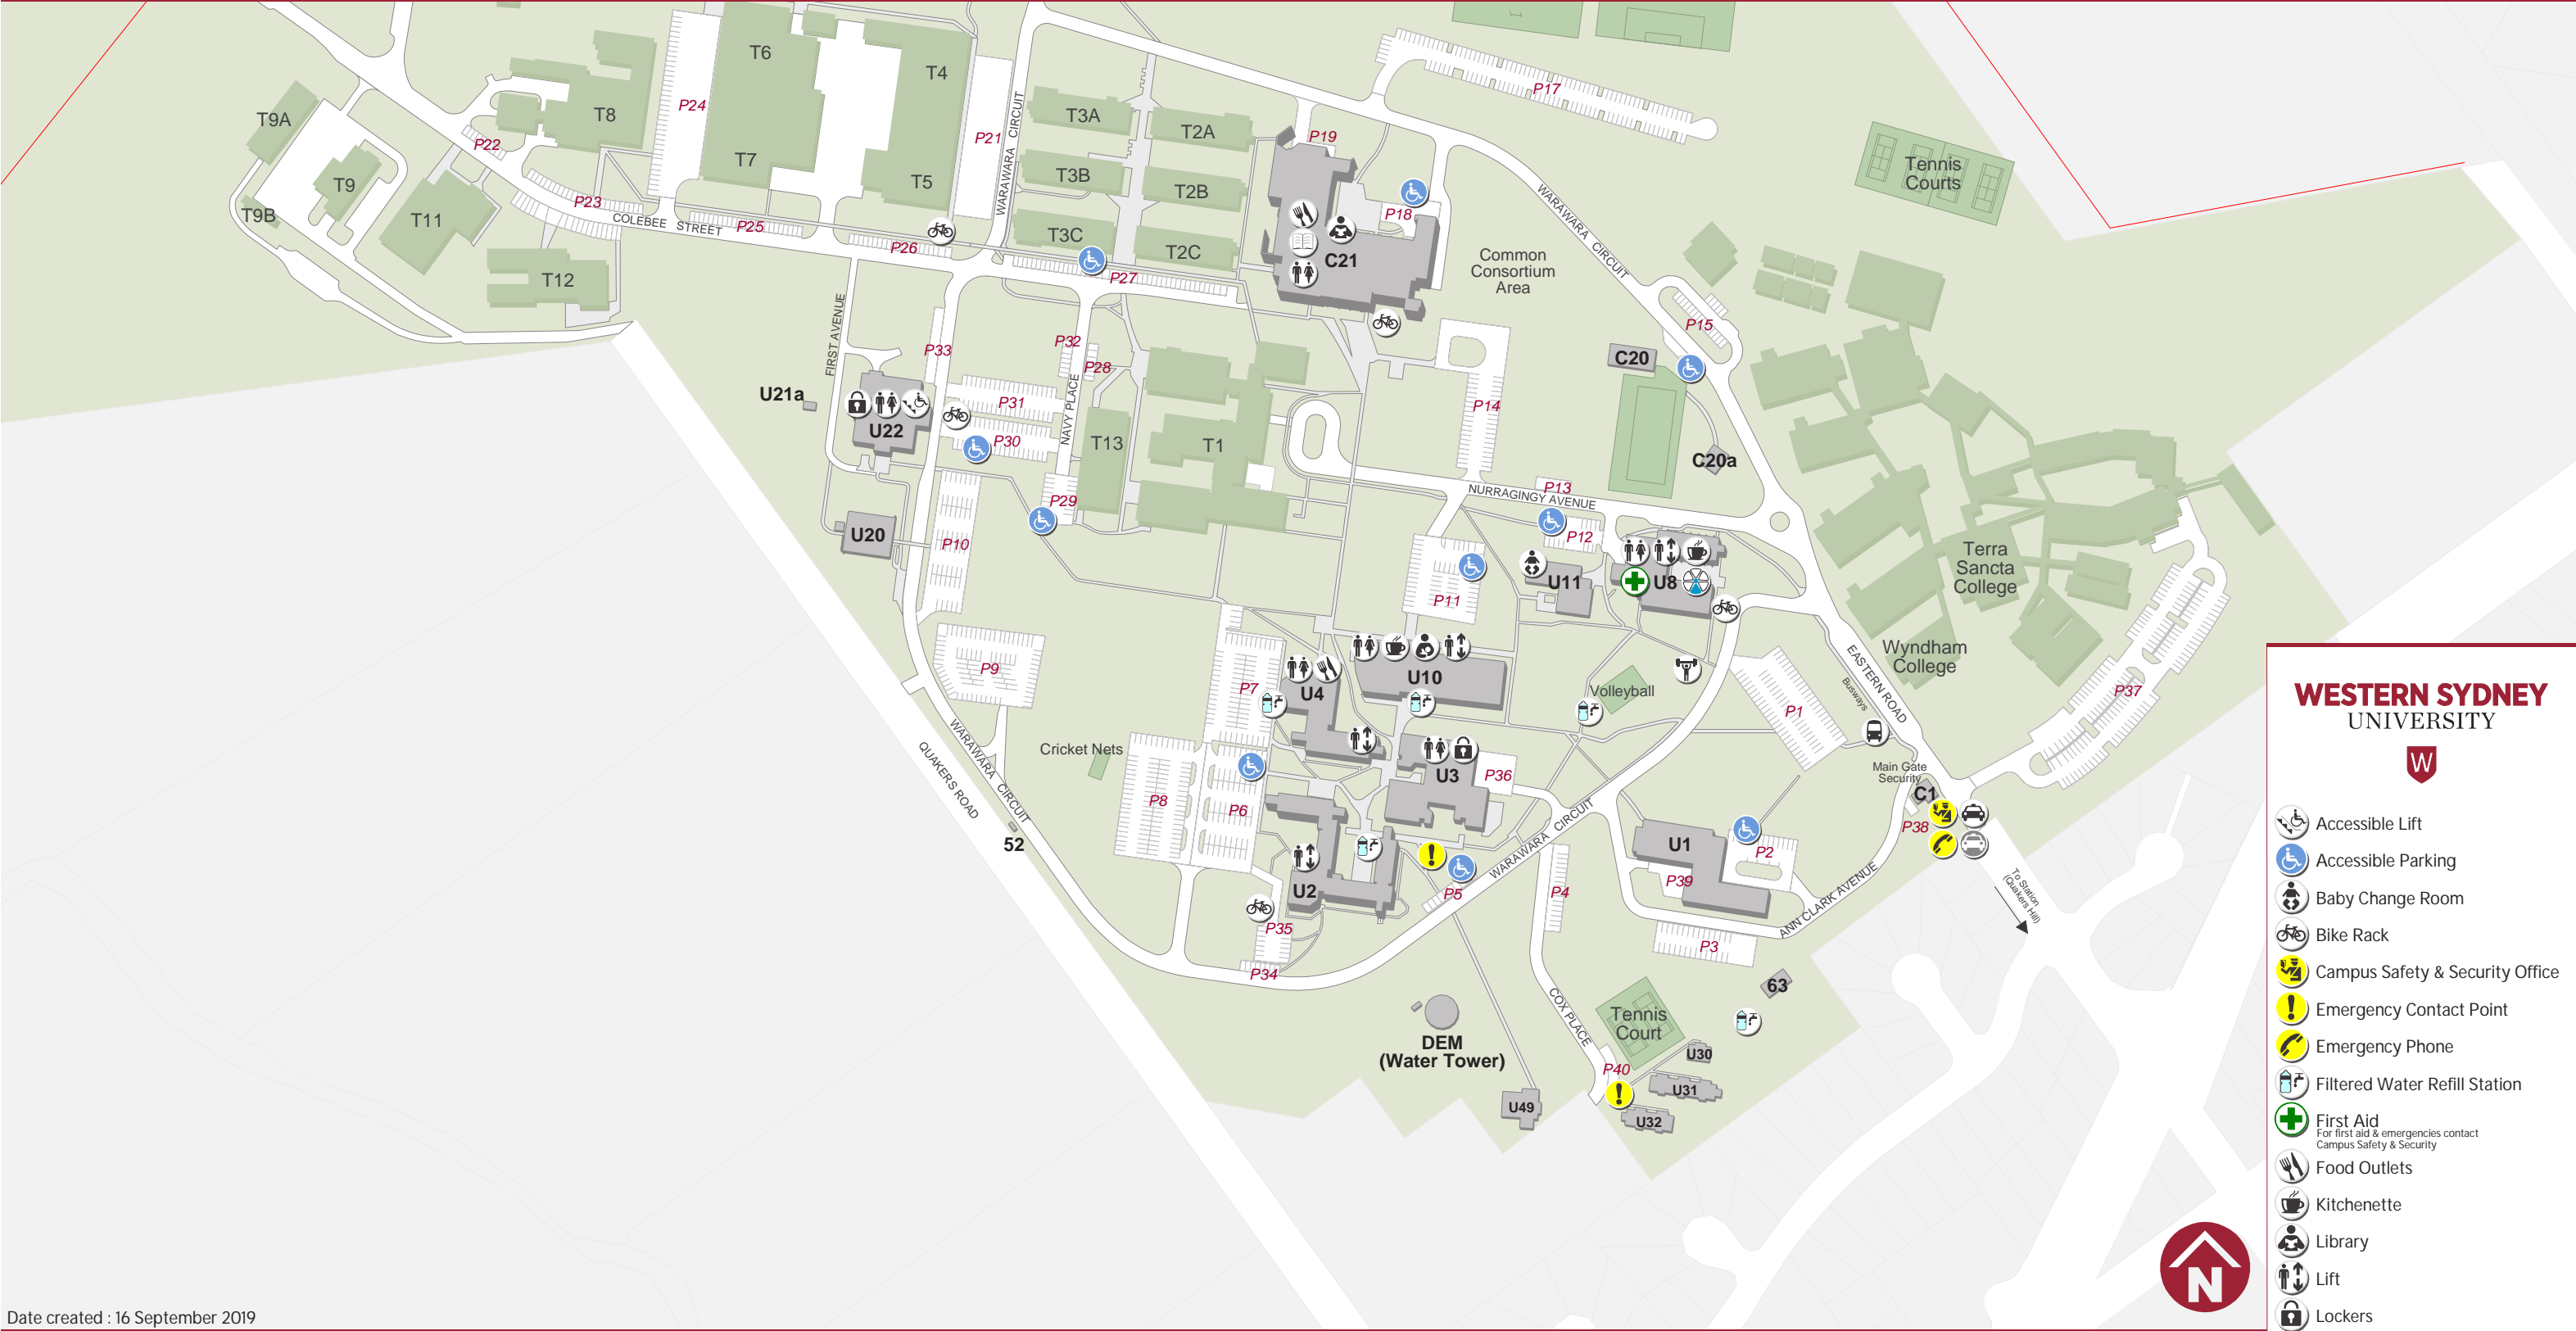 T6
T4
T8
T9A
P24
P17
T3A
T2A
P21
P19
P22
T7
T3B
T9
T5
T2B
Tennis
Courts
WARAWARA CIRCUIT
P23
P18
T9B
T11
COLEBEE STREET
P25
P26
T3C
T2C
C21
WARAWARA CIRCUIT
Common
Consortium
Area
T12
P27
FIRST AVENUE
P33
P32
P28
P15
C20
U21a
P31
NAVY PLACE
P14
U22
P30
T13
T1
C20a
P29
P13
NURRAGINGY AVENUE
U20
P10
P12
Terra
Sancta
College
U11
U8
P11
P9
P7
U4
U10
Volleyball
EASTERN ROAD
Wyndham
College
Busways
P37
P1
WARAWARA CIRCUIT
QUAKERS ROAD
Cricket Nets
U3
P36
Main Gate
Security
C1
P8
P6
P38
52
WARAWARA CIRCUIT
U1
P2
U2
P5
P4
P39
ANN CLARK AVENUE
To Station
(Quakers Hill)
P35
P3
P34
63
COX PLACE
Tennis
Court
DEM
(Water Tower)
U30
P40
U31
U49
U32
WESTERN SYDNEY
UNIVERSITY
W
Accessible Lift
Accessible Parking
Baby Change Room
Bike Rack
Campus Safety & Security Office
Emergency Contact Point
Emergency Phone
Filtered Water Refill Station
First Aid
For first aid & emergencies contact
Campus Safety & Security
Food Outlets
Kitchenette
Library
Lift
Lockers
N
Date created : 16 September 2019